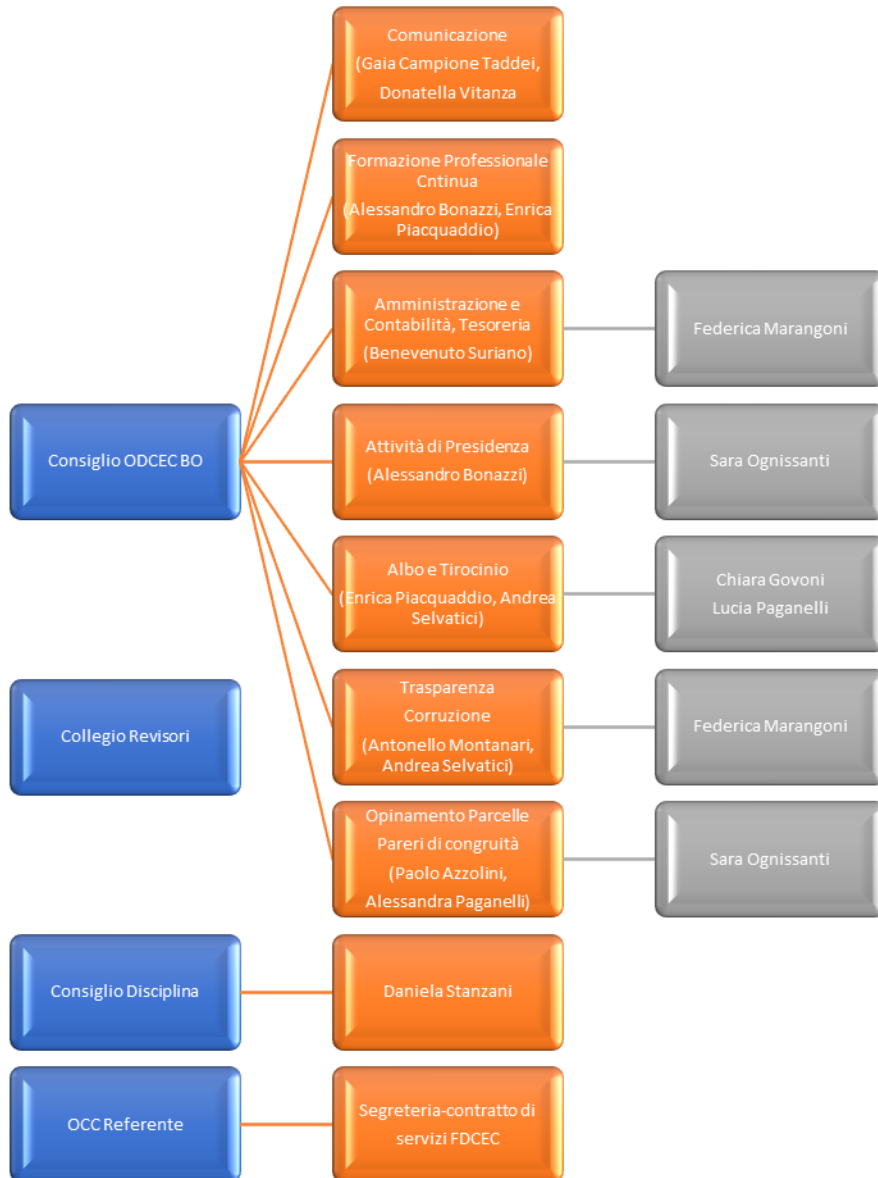 Comunicazione
(Gaia Campione Taddei,
Donatella Vitanza
Formazione Professionale
Cntinua
(Alessandro Bonazzi, Enrica
Piacquaddio)
Amministrazione e
Contabilità, Tesoreria
(Benevenuto Suriano)
Federica Marangoni
Consiglio ODCEC BO
Attività di Presidenza
(Alessandro Bonazzi)
Sara Ognissanti
Albo e Tirocinio
(Enrica Piacquaddio, Andrea
Selvatici)
Chiara Govoni
Lucia Paganelli
Collegio Revisori
Trasparenza
Corruzione
(Antonello Montanari,
Andrea Selvatici)
Federica Marangoni
Opinamento Parcelle
Pareri di congruità
(Paolo Azzolini,
Alessandra Paganelli)
Sara Ognissanti
Consiglio Disciplina
Daniela Stanzani
OCC Referente
Segreteria-contratto di
servizi FDCEC